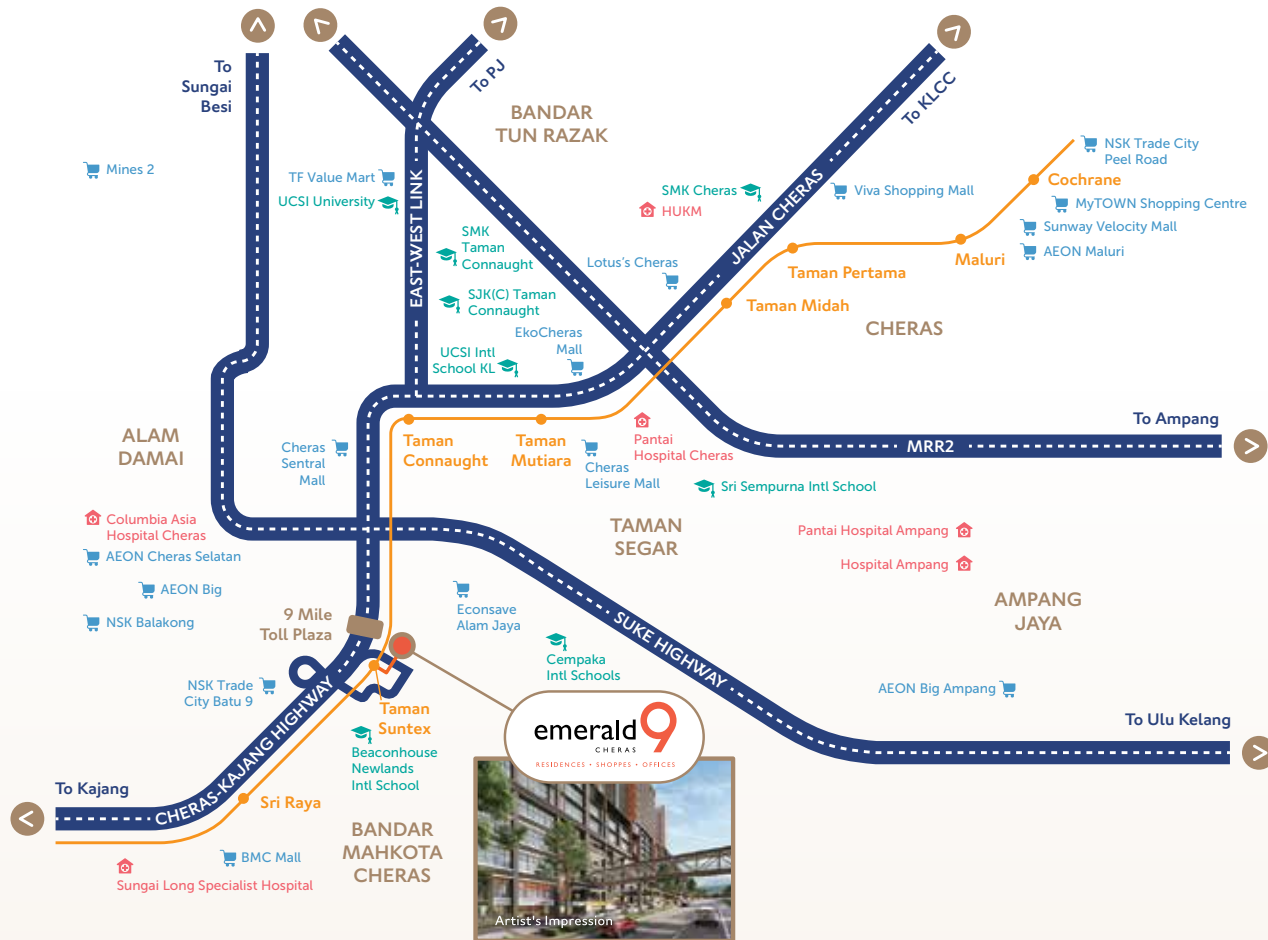 To
Sungai
Besi
To PJ
BANDAR
TUN RAZAK
To KLCC
NSK Trade City
Peel Road
Mines 2
TF Value Mart
UCSI University
EAST-WEST LINK
SMK
Taman
Connaught
SJK(C) Taman
Connaught
EkoCheras
Mall
UCSI Intl
School KL
SMK Cheras
HUKM
Lotus's Cheras
JALAN CHERAS
Viva Shopping Mall
Cochrane
MyTOWN Shopping Centre
Sunway Velocity Mall
AEON Maluri
Maluri
Taman Pertama
Taman Midah
CHERAS
ALAM
DAMAI
Cheras
Sentral
Mall
Taman
Connaught
Taman
Mutiara
Cheras
Leisure Mall
Pantai
Hospital Cheras
To Ampang
MRR2
Sri Sempurna Intl School
Columbia Asia
Hospital Cheras
AEON Cheras Selatan
AEON Big
NSK Balakong
TAMAN
SEGAR
Pantai Hospital Ampang
Hospital Ampang
AMPANG
JAYA
9 Mile
Toll Plaza
Econsave
Alam Jaya
Cempaka
Intl Schools
SUKE HIGHWAY
AEON Big Ampang
To Ulu Kelang
NSK Trade
City Batu 9
Taman
Suntex
Beaconhouse
Newlands
Intl School
To Kajang
CHERAS-KAJANG HIGHWAY
Sri Raya
BANDAR
MAHKOTA
CHERAS
BMC Mall
Sungai Long Specialist Hospital
emerald 9
CHERAS
RESIDENCES • SHOPPES • OFFICES
Artist's Impression